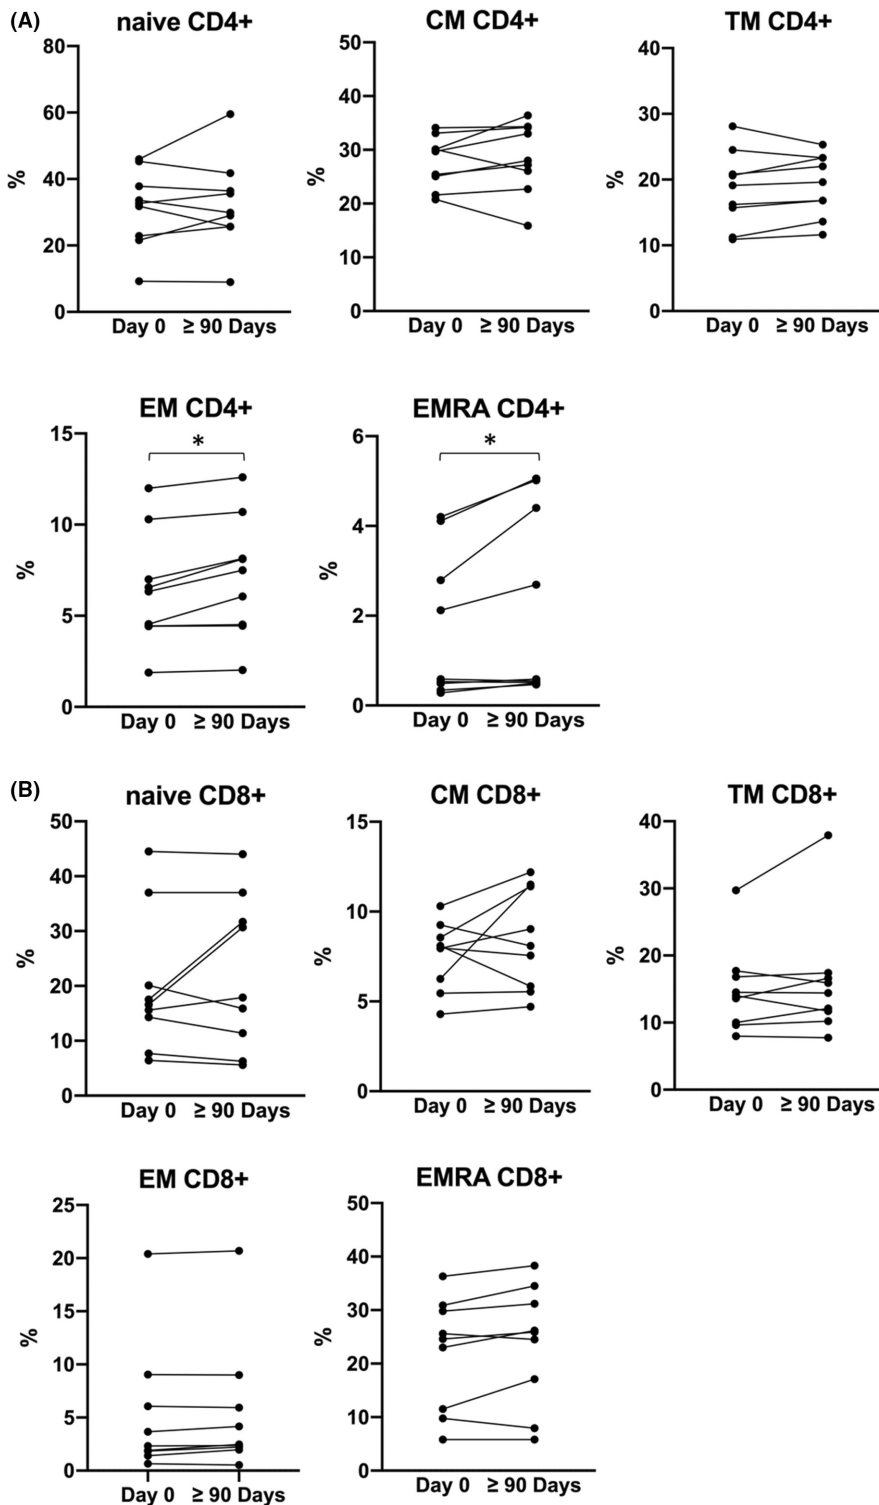 (A)
naive CD4+
CM CD4+
TM CD4+
80
60
40
20
0
%
Day 0 ≥ 90 Days
50
40
30
20
10
0
%
Day 0 ≥ 90 Days
40
30
20
10
0
%
Day 0 ≥ 90 Days
EM CD4+
EMRA CD4+
15
10
5
0
%
*
Day 0 ≥ 90 Days
6
4
2
0
%
*
Day 0 ≥ 90 Days
(B)
naive CD8+
CM CD8+
TM CD8+
50
40
30
20
10
0
%
Day 0 ≥ 90 Days
15
10
5
0
%
Day 0 ≥ 90 Days
40
30
20
10
0
%
Day 0 ≥ 90 Days
EM CD8+
EMRA CD8+
25
20
15
10
5
0
%
Day 0 ≥ 90 Days
50
40
30
20
10
0
%
Day 0 ≥ 90 Days